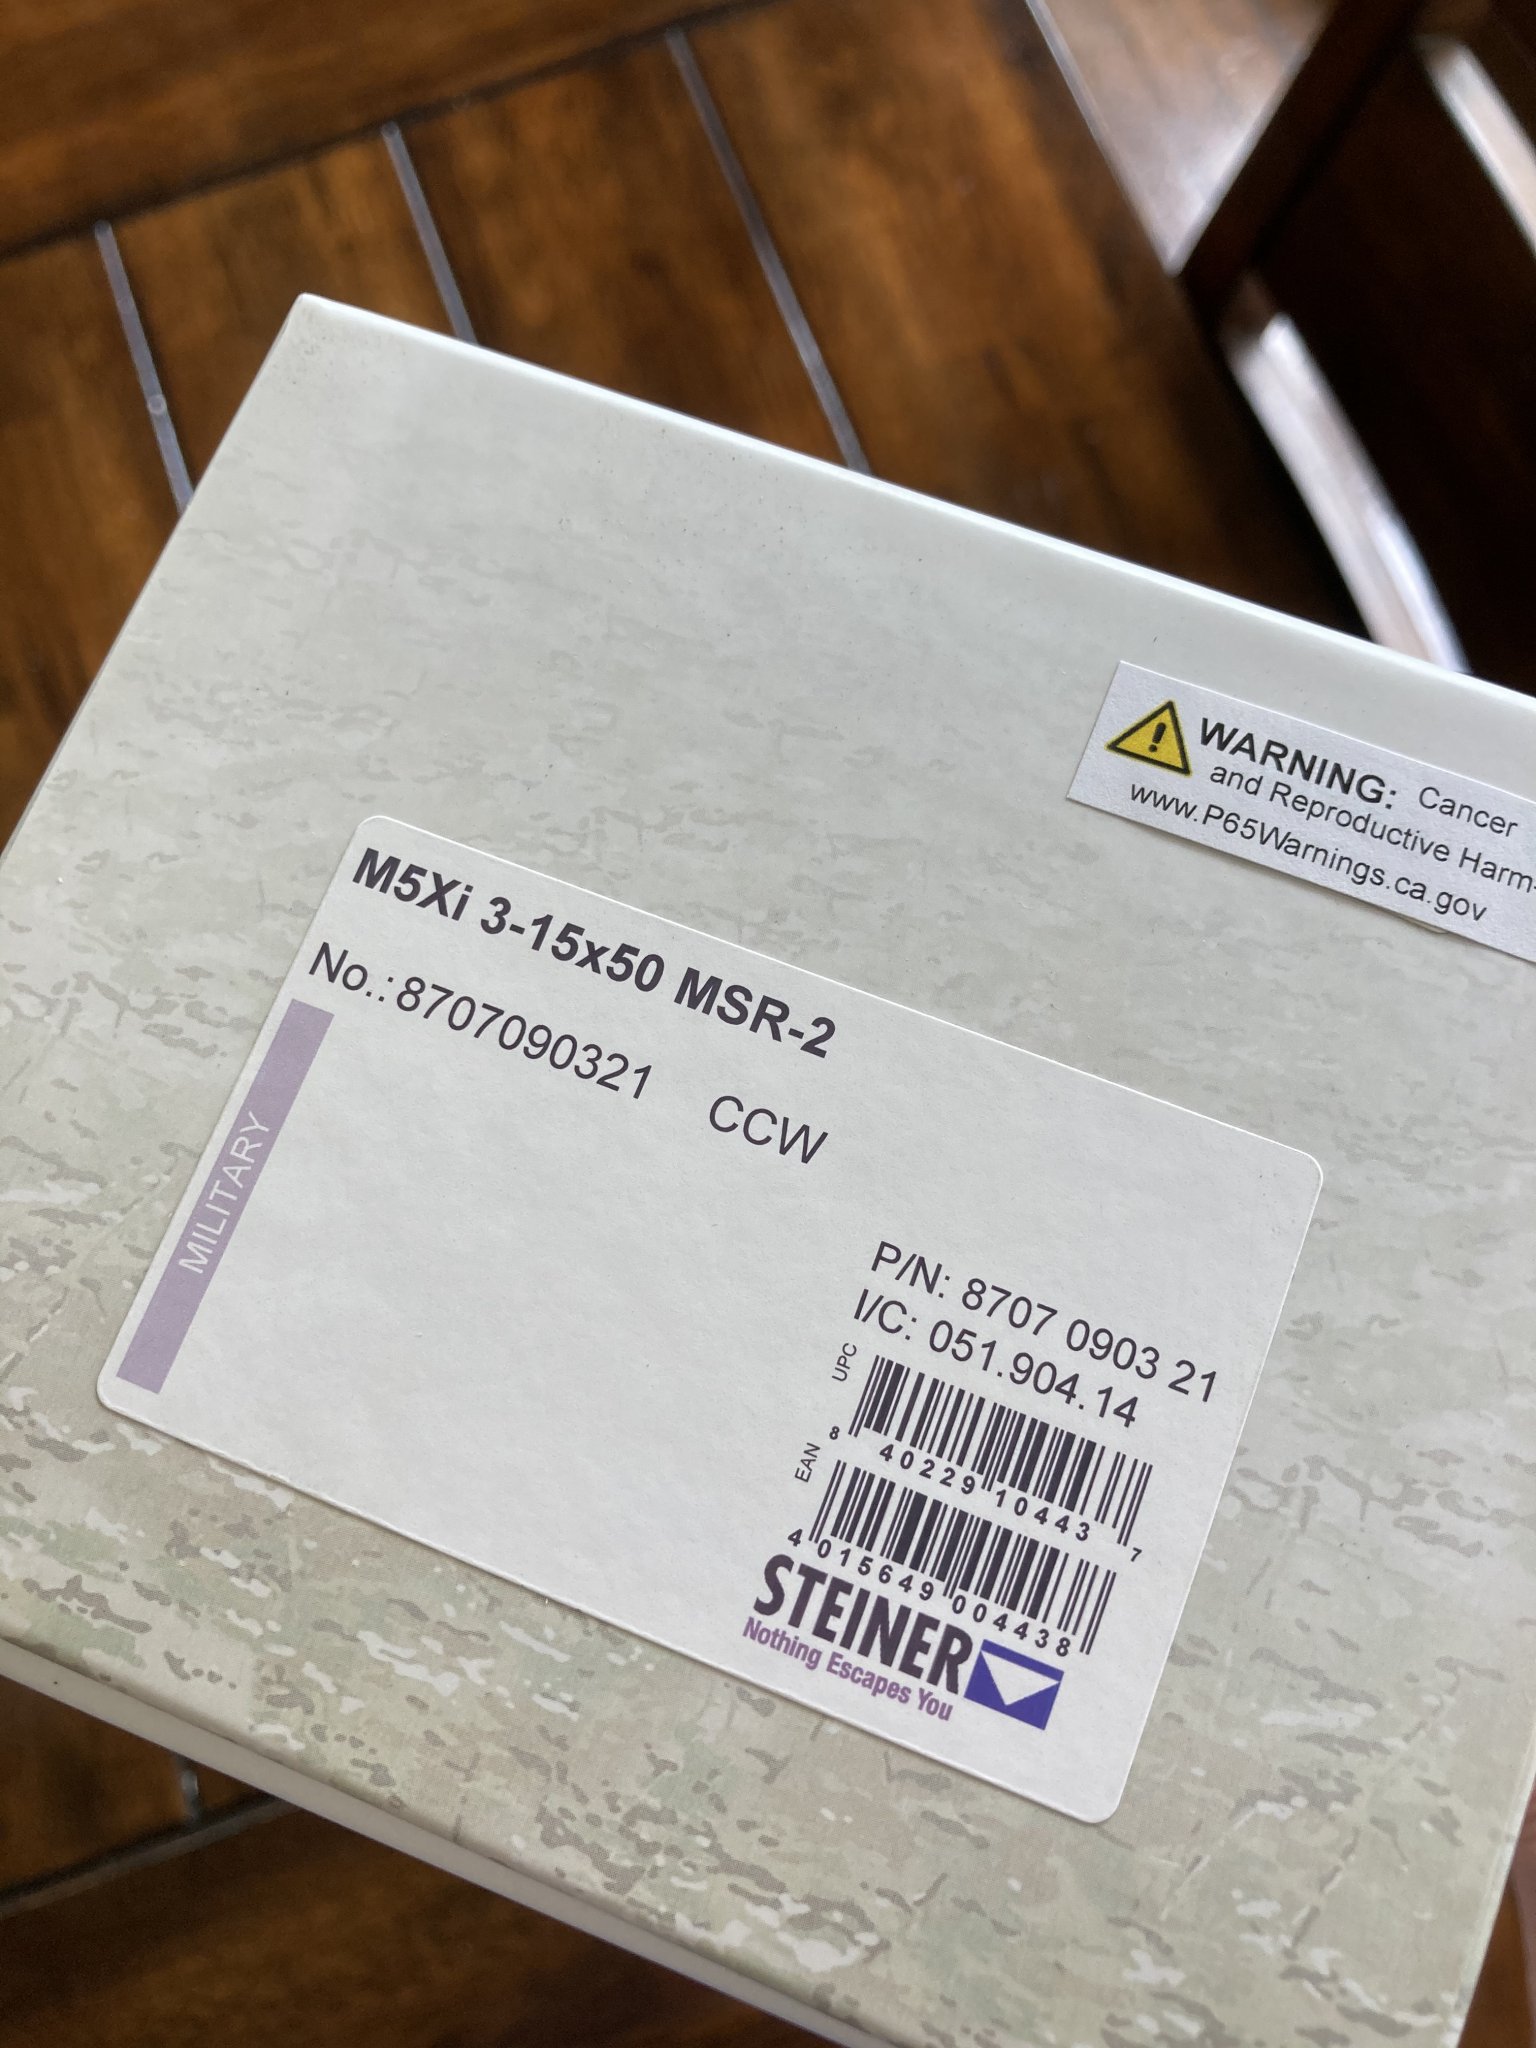 WARNING: Cancer
and Reproductive Harm-
www.P65Warnings.ca.gov
M5Xi 3-15x50 MSR-2
No.:8707090321 CCW
MILITARY
P/N: 8707 0903 21
I/C: 051.904.14
UPC
8 40229 10443 7
EAN
4 015649 004438
STEINER
Nothing Escapes You